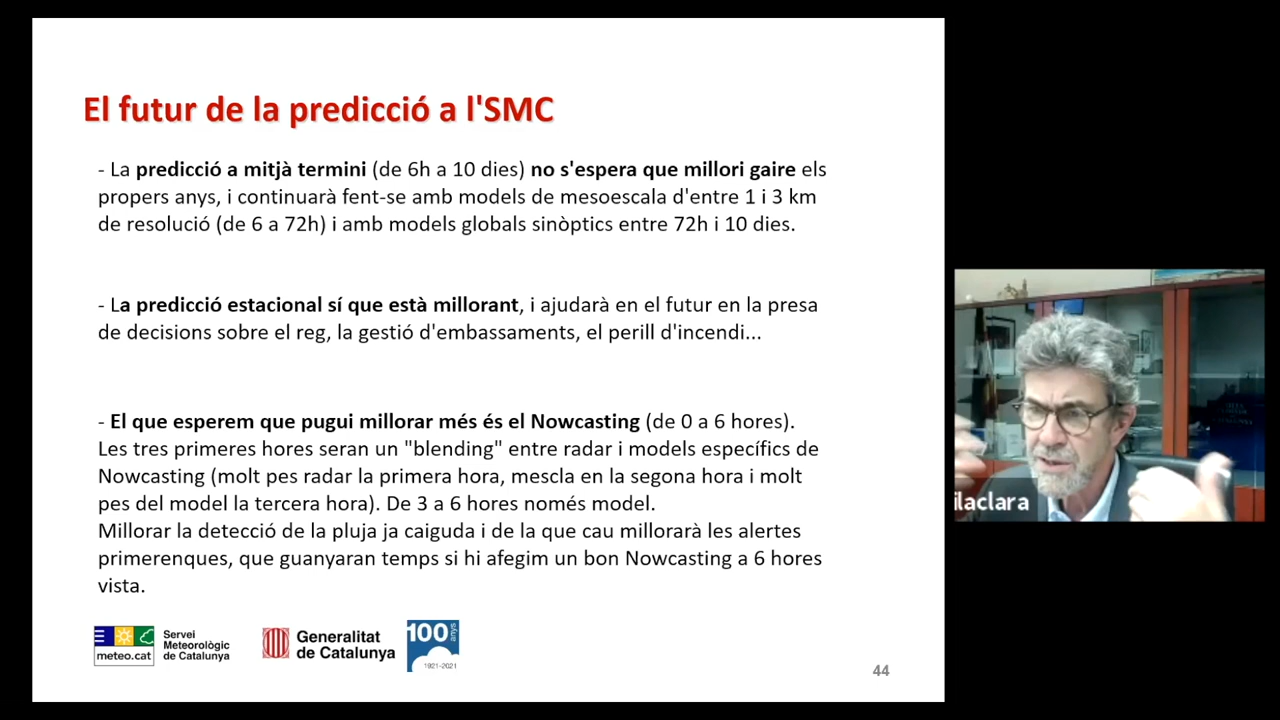 El futur de la predicció a l'SMC
- La predicció a mitjà termini (de 6h a 10 dies) no s'espera que millori gaire els
propers anys, i continuarà fent-se amb models de mesoescala d'entre 1 i 3 km
de resolució (de 6 a 72h) i amb models globals sinòptics entre 72h i 10 dies.
- La predicció estacional sí que està millorant, i ajudarà en el futur en la presa
de decisions sobre el reg, la gestió d'embassaments, el perill d'incendi...
- El que esperem que pugui millorar més és el Nowcasting (de 0 a 6 hores).
Les tres primeres hores seran un "blending" entre radar i models específics de
Nowcasting (molt pes radar la primera hora, mescla en la segona hora i molt
pes del model la tercera hora). De 3 a 6 hores només model.
Millorar la detecció de la pluja ja caiguda i de la que cau millorarà les alertes
primerenques, que guanyaran temps si hi afegim un bon Nowcasting a 6 hores
vista.
meteo.cat
Servei
Meteorològic
de Catalunya
Generalitat
de Catalunya
100
anys
1921-2021
44
ilaclara